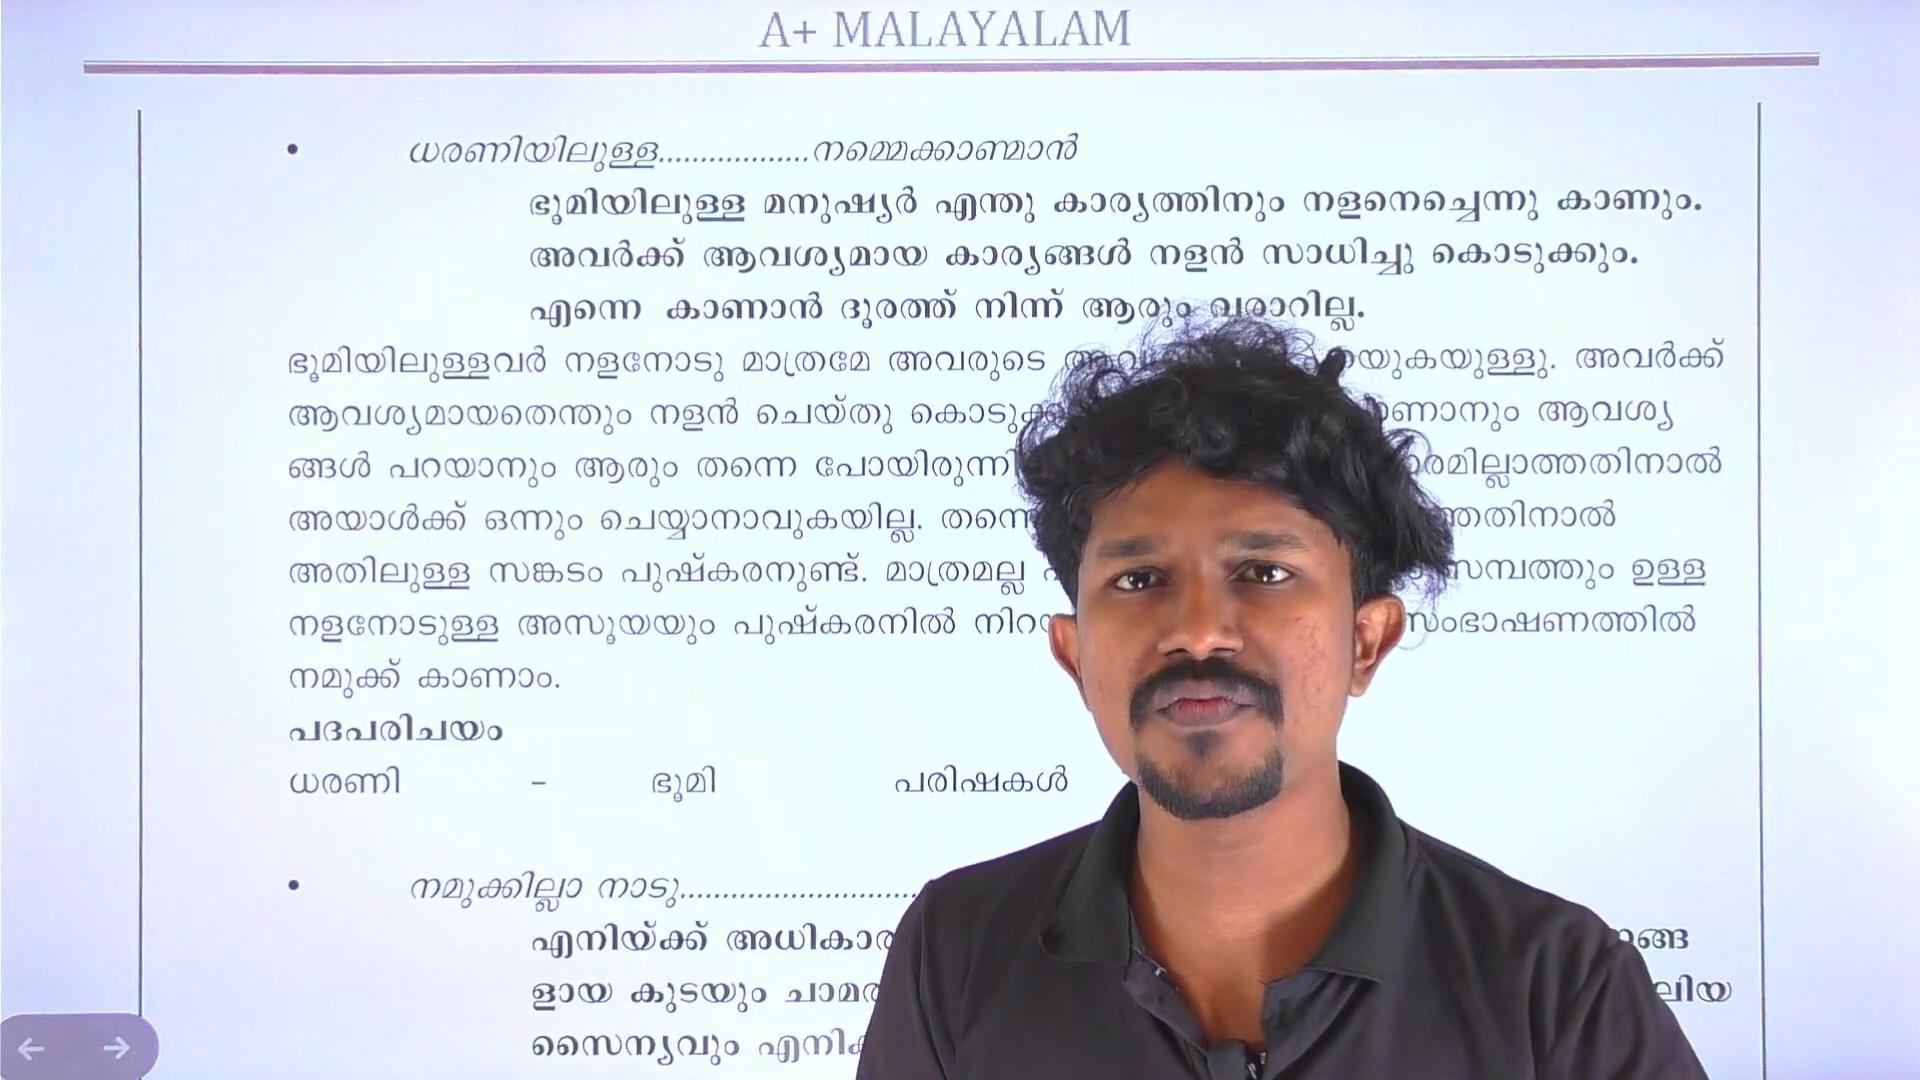 A+ MALAYALAM
• ധരണിയിലുള്ള..................നമ്മെക്കാണ്മാൻ
ഭൂമിയിലുള്ള മനുഷ്യർ എന്തു കാര്യത്തിനും നളനെച്ചെന്നു കാണും.
അവർക്ക് ആവശ്യമായ കാര്യങ്ങൾ നളൻ സാധിച്ചു കൊടുക്കും.
എന്നെ കാണാൻ ദൂരത്ത് നിന്ന് ആരും വരാറില്ല.
ഭൂമിയിലുള്ളവർ നളനോടു മാത്രമേ അവരുടെ യുകയുള്ളു. അവർക്ക്
ആവശ്യമായതെന്തും നളൻ ചെയ്തു ണാനും ആവശ്യ
ങ്ങൾ പറയാനും ആരും തന്നെ രമില്ലാത്തതിനാൽ
അയാൾക്ക് ഒന്നും ചെയ്യാനാവുകയില്ല. ത്തതിനാൽ
അതിലുള്ള സങ്കടം പുഷ്കരനുണ്ട്. മാത്രമല്ല സമ്പത്തും ഉള്ള
നളനോടുള്ള അസൂയയും പുഷ്കരനിൽ സംഭാഷണത്തിൽ
നമുക്ക് കാണാം.
പദപരിചയം
ധരണി – ഭൂമി പരിഷകൾ
• നമുക്കില്ലാ നാടു..........................
എനിയ്ക്ക് ങ്ങ
ളായ കുടയും ലിയ
സൈന്യവും